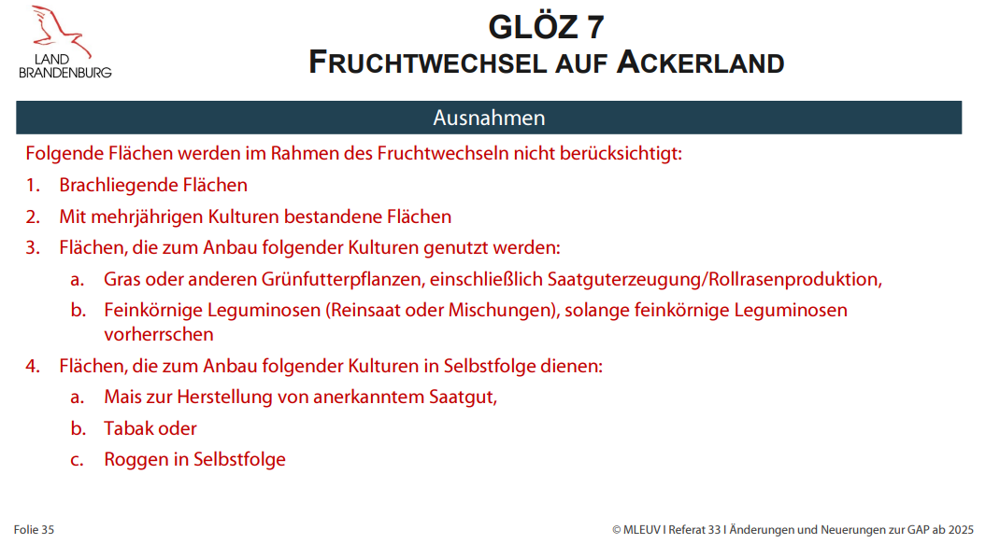 LAND
BRANDENBURG
GLÖZ 7
FRUCHTWECHSEL AUF ACKERLAND
Ausnahmen
Folgende Flächen werden im Rahmen des Fruchtwechseln nicht berücksichtigt:
1. Brachliegende Flächen
2. Mit mehrjährigen Kulturen bestandene Flächen
3. Flächen, die zum Anbau folgender Kulturen genutzt werden:
a. Gras oder anderen Grünfutterpflanzen, einschließlich Saatguterzeugung/Rollrasenproduktion,
b. Feinkörnige Leguminosen (Reinsaat oder Mischungen), solange feinkörnige Leguminosen
vorherrschen
4. Flächen, die zum Anbau folgender Kulturen in Selbstfolge dienen:
a. Mais zur Herstellung von anerkanntem Saatgut,
b. Tabak oder
c. Roggen in Selbstfolge
Folie 35
© MLEUV I Referat 33 I Änderungen und Neuerungen zur GAP ab 2025